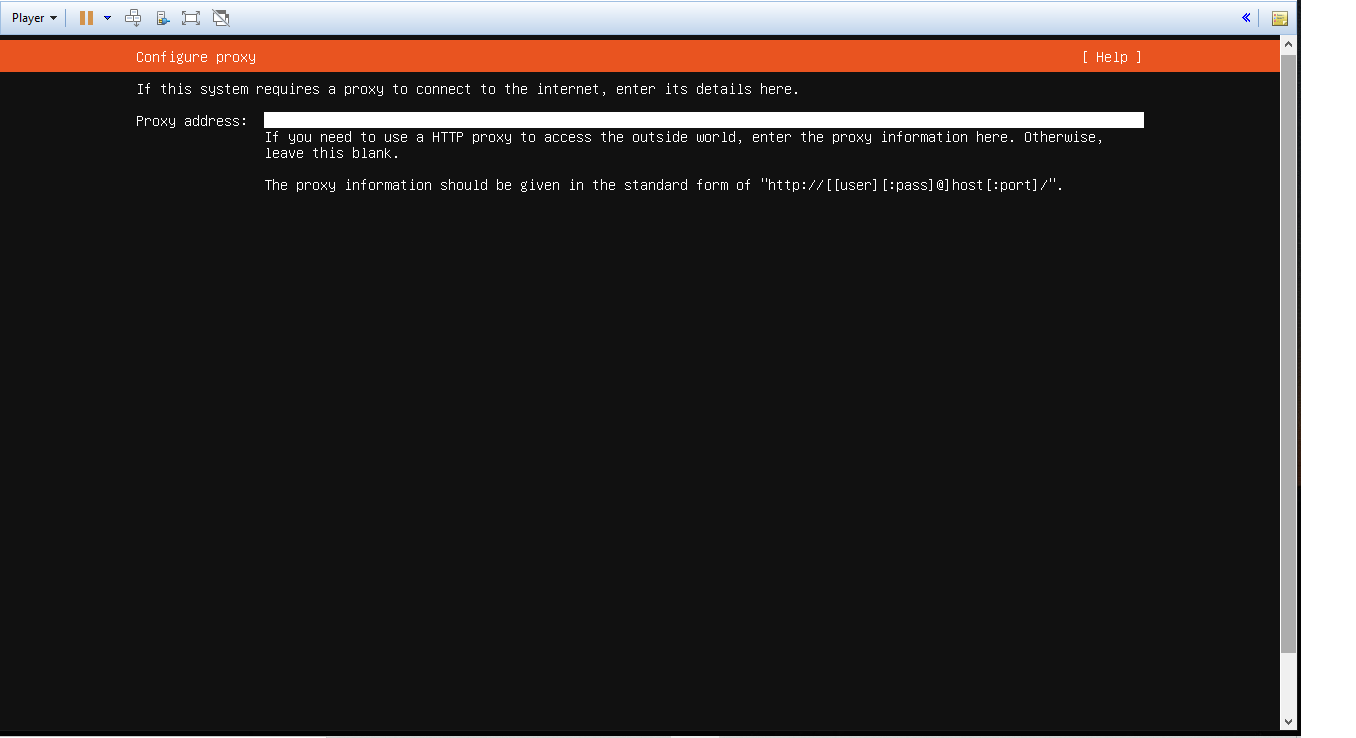 Player
Configure proxy [ Help ]
If this system requires a proxy to connect to the internet, enter its details here.
Proxy address:
If you need to use a HTTP proxy to access the outside world, enter the proxy information here. Otherwise,
leave this blank.
The proxy information should be given in the standard form of "http://[[user][:pass]@]host[:port]/".